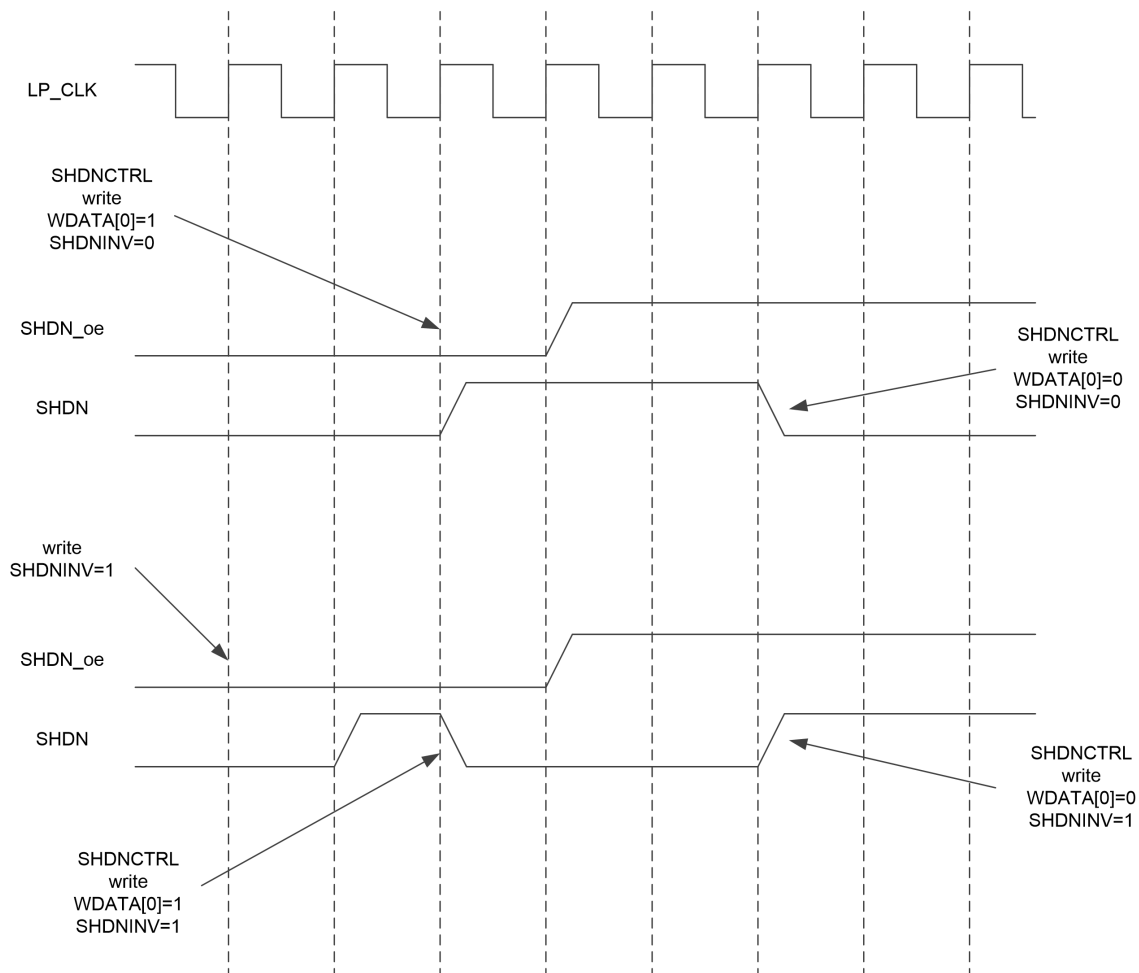 LP_CLK
SHDNCTRL
write
WDATA[0]=1
SHDNINV=0
SHDN_oe
SHDNCTRL
write
WDATA[0]=0
SHDNINV=0
SHDN
write
SHDNINV=1
SHDN_oe
SHDN
SHDNCTRL
write
WDATA[0]=0
SHDNINV=1
SHDNCTRL
write
WDATA[0]=1
SHDNINV=1